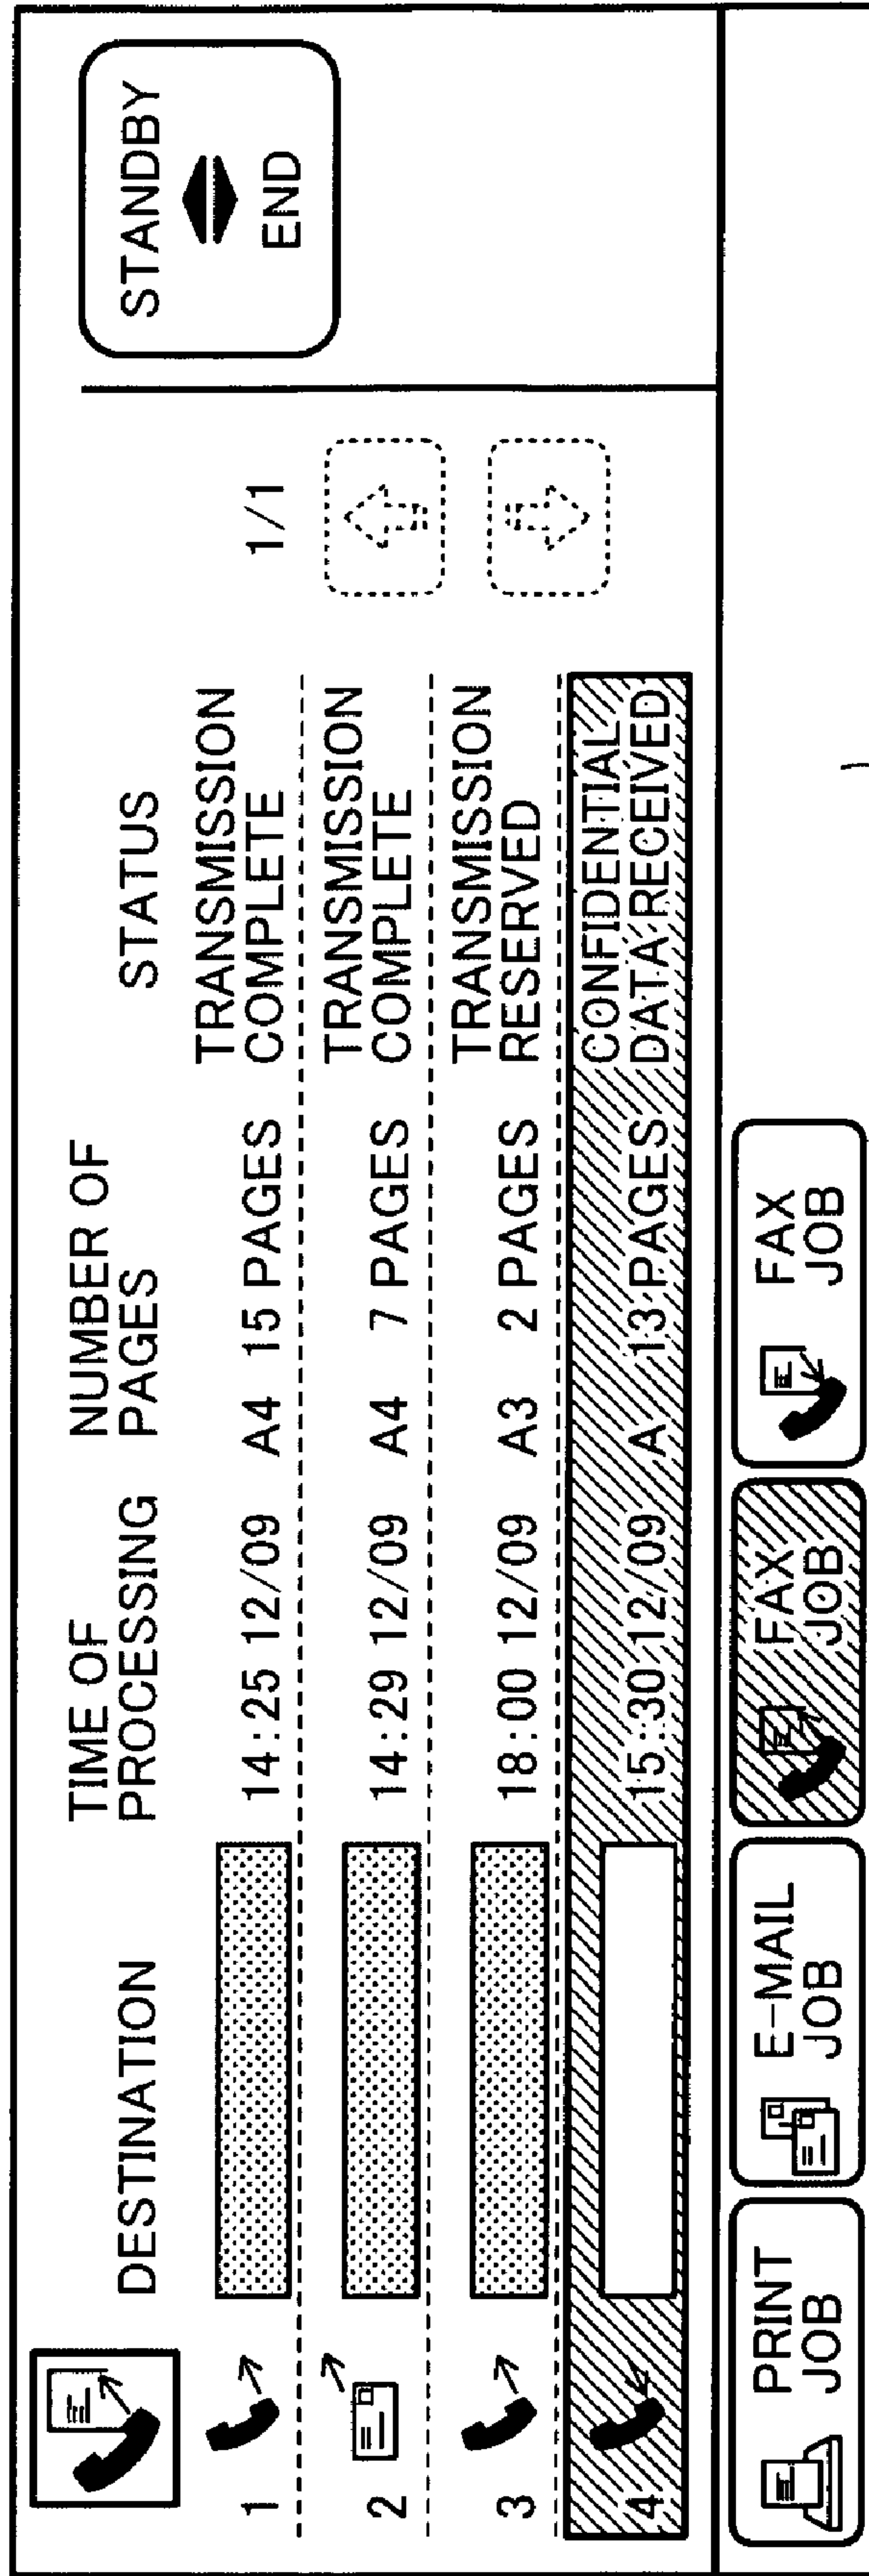 DESTINATION
TIME OF
PROCESSING
NUMBER OF
PAGES
STATUS
STANDBY
END
1 14:25 12/09 A4 15 PAGES TRANSMISSION
COMPLETE
1/1
2 14:29 12/09 A4 7 PAGES TRANSMISSION
COMPLETE
3 18:00 12/09 A3 2 PAGES TRANSMISSION
RESERVED
4 15:30 12/09 A 13 PAGES CONFIDENTIAL
DATA RECEIVED
PRINT
JOB
E-MAIL
JOB
FAX
JOB
FAX
JOB